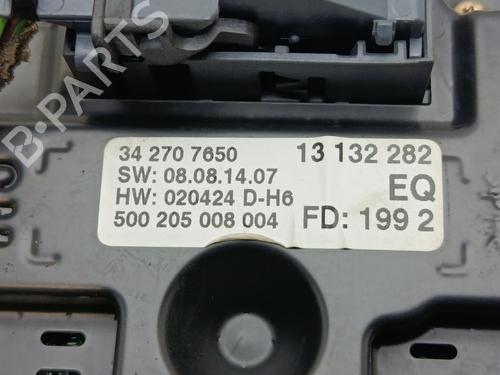 34 270 7650 13 132 282
SW: 08.08.14.07 EQ
HW: 020424 D-H6
500 205 008 004 FD: 199 2
B-PARTS